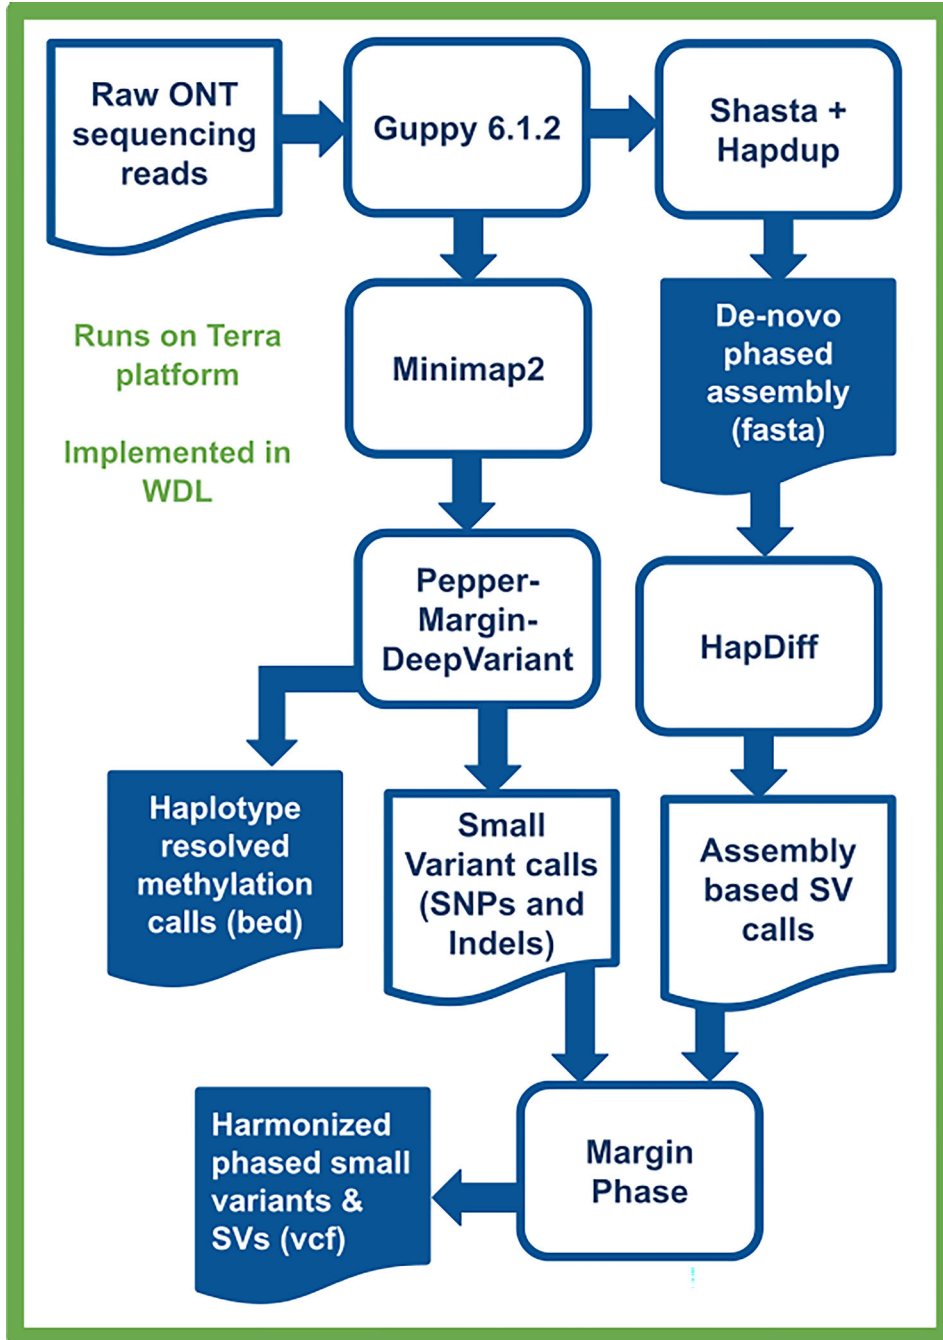 Raw ONT
sequencing
reads
Guppy 6.1.2
Shasta +
Hapdup
Runs on Terra
platform
Implemented in
WDL
Minimap2
De-novo
phased
assembly
(fasta)
Pepper-
Margin-
DeepVariant
HapDiff
Haplotype
resolved
methylation
calls (bed)
Small
Variant calls
(SNPs and
Indels)
Assembly
based SV
calls
Harmonized
phased small
variants &
SVs (vcf)
Margin
Phase